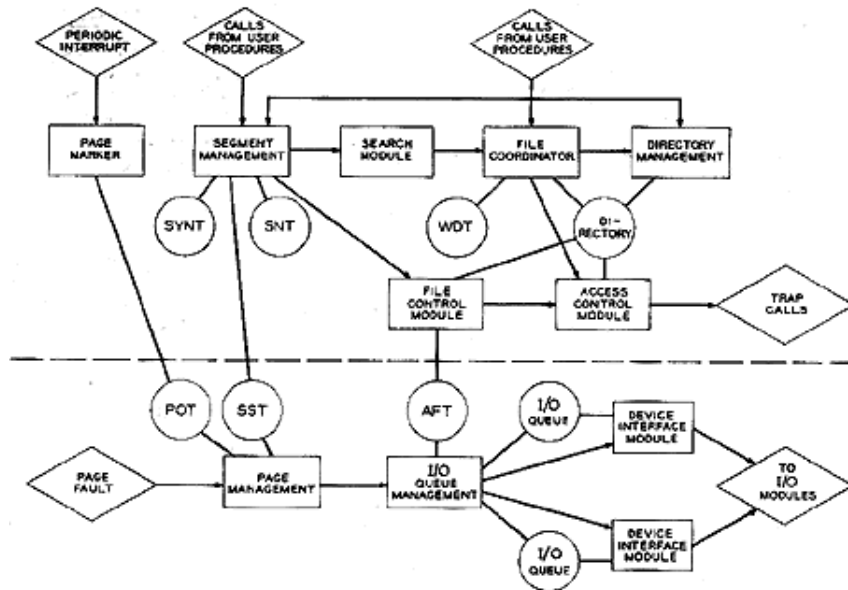 PERIODIC
INTERRUPT
CALLS
FROM USER
PROCEDURES
CALLS
FROM USER
PROCEDURES
PAGE
MARKER
SEGMENT
MANAGEMENT
SEARCH
MODULE
FILE
COORDINATOR
DIRECTORY
MANAGEMENT
SYNT
SNT
WDT
DI-
RECTORY
FILE
CONTROL
MODULE
ACCESS
CONTROL
MODULE
TRAP
CALLS
POT
SST
AFT
I/O
QUEUE
DEVICE
INTERFACE
MODULE
PAGE
FAULT
PAGE
MANAGEMENT
I/O
QUEUE
MANAGEMENT
TO
I/O
MODULES
I/O
QUEUE
DEVICE
INTERFACE
MODULE